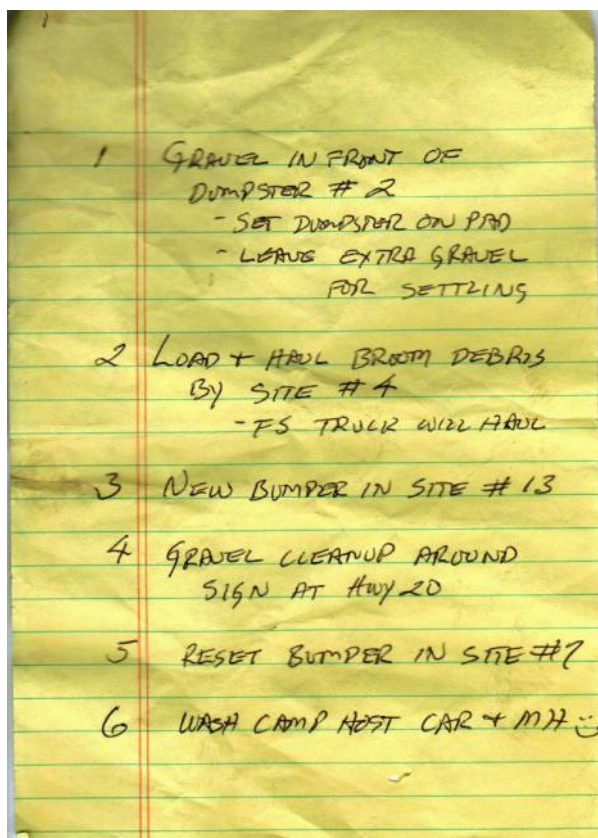 1 GRAVEL IN FRONT OF
DUMPSTER # 2
- SET DUMPSTER ON PAD
- LEAVE EXTRA GRAVEL
FOR SETTLING
2 LOAD + HAUL BROOM DEBRIS
BY SITE # 4
- FS TRUCK WILL HAUL
3 NEW BUMPER IN SITE # 13
4 GRAVEL CLEANUP AROUND
SIGN AT HWY 20
5 RESET BUMPER IN SITE #7
6 WASH CAMP HOST CAR + MH